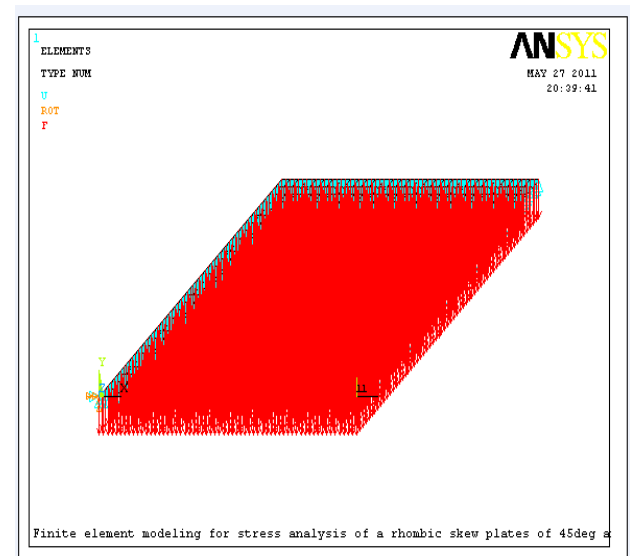 1
ELEMENTS
TYPE NUM
U
ROT
F
ANSYS
MAY 27 2011
20:39:41
Y
X
11
Finite element modeling for stress analysis of a rhombic skew plates of 45deg a